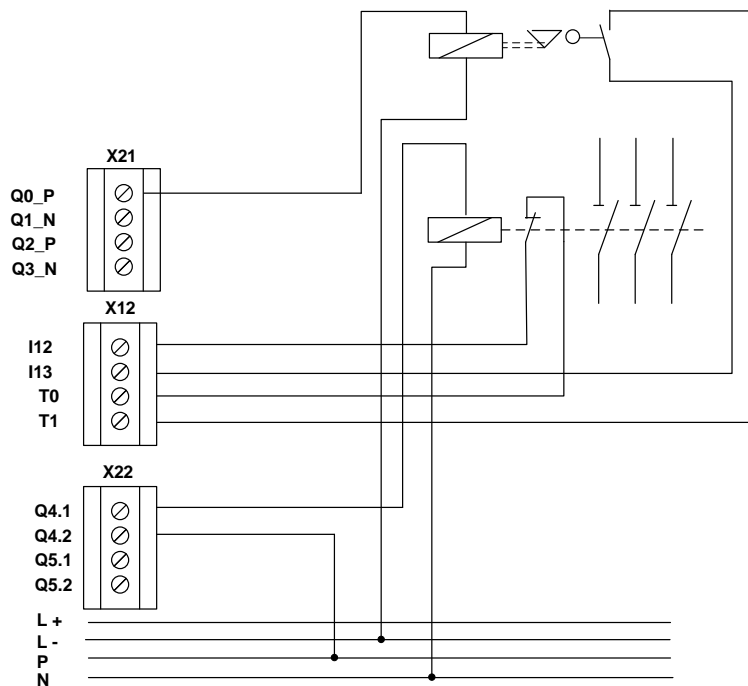 X21
Q0_P
Q1_N
Q2_P
Q3_N
X12
I12
I13
T0
T1
X22
Q4.1
Q4.2
Q5.1
Q5.2
L +
L -
P
N